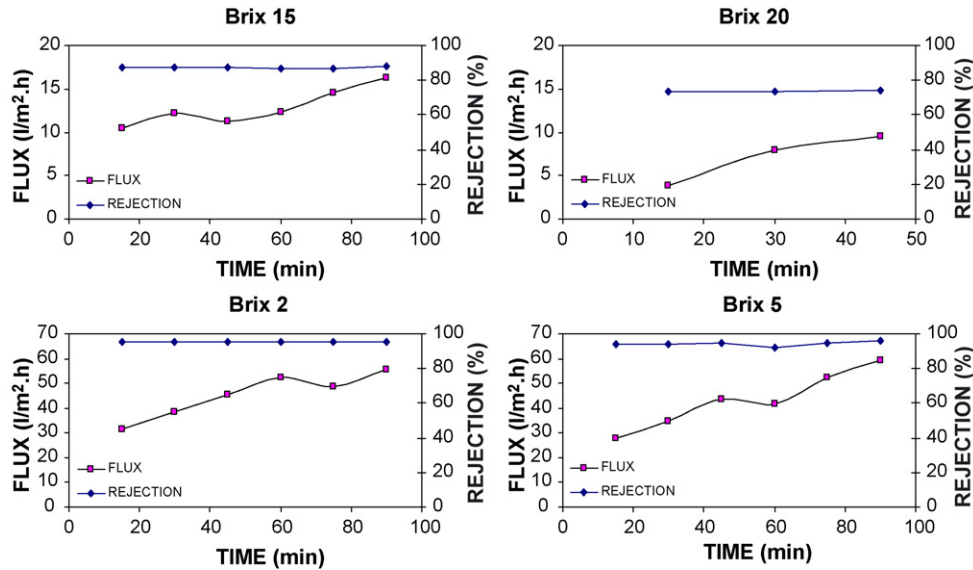 Brix 15
FLUX (l/m².h)
20
15
10
5
0
FLUX
REJECTION
100
80
60
40
20
0
REJECTION (%)
0 20 40 60 80 100
TIME (min)
Brix 20
FLUX (l/m².h)
20
15
10
5
0
FLUX
REJECTION
100
80
60
40
20
0
REJECTION (%)
0 10 20 30 40 50
TIME (min)
Brix 2
FLUX (l/m².h)
70
60
50
40
30
20
10
0
FLUX
REJECTION
100
80
60
40
20
0
REJECTION (%)
0 20 40 60 80 100
TIME (min)
Brix 5
FLUX (l/m².h)
70
60
50
40
30
20
10
0
FLUX
REJECTION
100
80
60
40
20
0
REJECTION (%)
0 20 40 60 80 100
TIME (min)